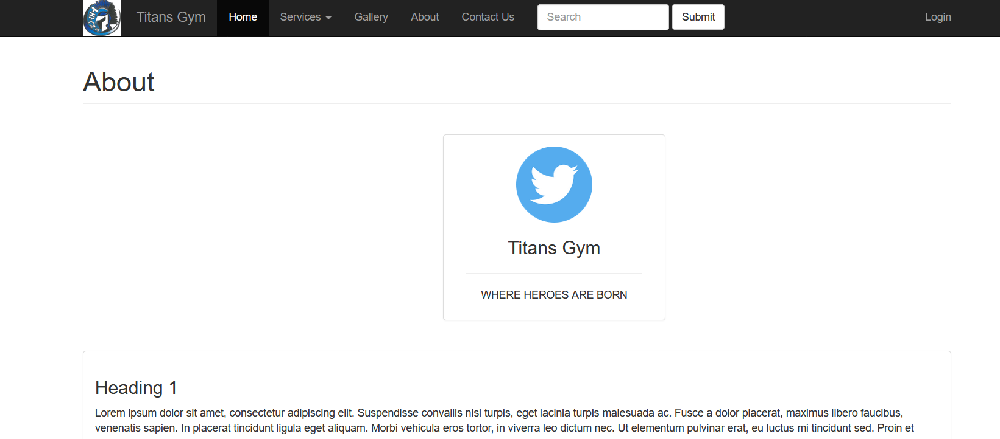 Titans Gym Home Services Gallery About Contact Us Search Submit Login
About
Titans Gym
WHERE HEROES ARE BORN
Heading 1
Lorem ipsum dolor sit amet, consectetur adipiscing elit. Suspendisse convallis nisi turpis, eget lacinia turpis malesuada ac. Fusce a dolor placerat, maximus libero faucibus,
venenatis sapien. In placerat tincidunt ligula eget aliquam. Morbi vehicula eros tortor, in viverra leo dictum nec. Ut elementum pulvinar erat, eu luctus mi tincidunt sed. Proin et